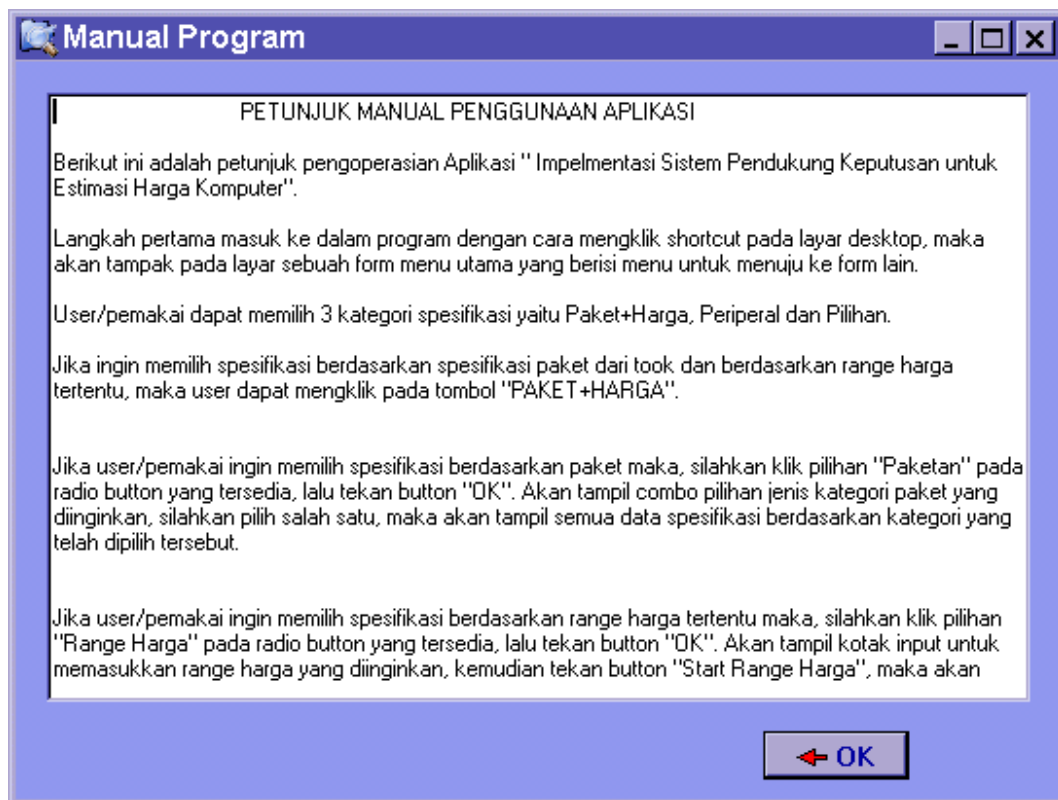 Manual Program
PETUNJUK MANUAL PENGGUNAAN APLIKASI
Berikut ini adalah petunjuk pengoperasian Aplikasi " Impelmentasi Sistem Pendukung Keputusan untuk
Estimasi Harga Komputer".
Langkah pertama masuk ke dalam program dengan cara mengklik shortcut pada layar desktop, maka
akan tampak pada layar sebuah form menu utama yang berisi menu untuk menuju ke form lain.
User/pemakai dapat memilih 3 kategori spesifikasi yaitu Paket+Harga, Periperal dan Pilihan.
Jika ingin memilih spesifikasi berdasarkan spesifikasi paket dari took dan berdasarkan range harga
tertentu, maka user dapat mengklik pada tombol "PAKET+HARGA".
Jika user/pemakai ingin memilih spesifikasi berdasarkan paket maka, silahkan klik pilihan "Paketan" pada
radio button yang tersedia, lalu tekan button "OK". Akan tampil combo pilihan jenis kategori paket yang
diinginkan, silahkan pilih salah satu, maka akan tampil semua data spesifikasi berdasarkan kategori yang
telah dipilih tersebut.
Jika user/pemakai ingin memilih spesifikasi berdasarkan range harga tertentu maka, silahkan klik pilihan
"Range Harga" pada radio button yang tersedia, lalu tekan button "OK". Akan tampil kotak input untuk
memasukkan range harga yang diinginkan, kemudian tekan button "Start Range Harga", maka akan
OK